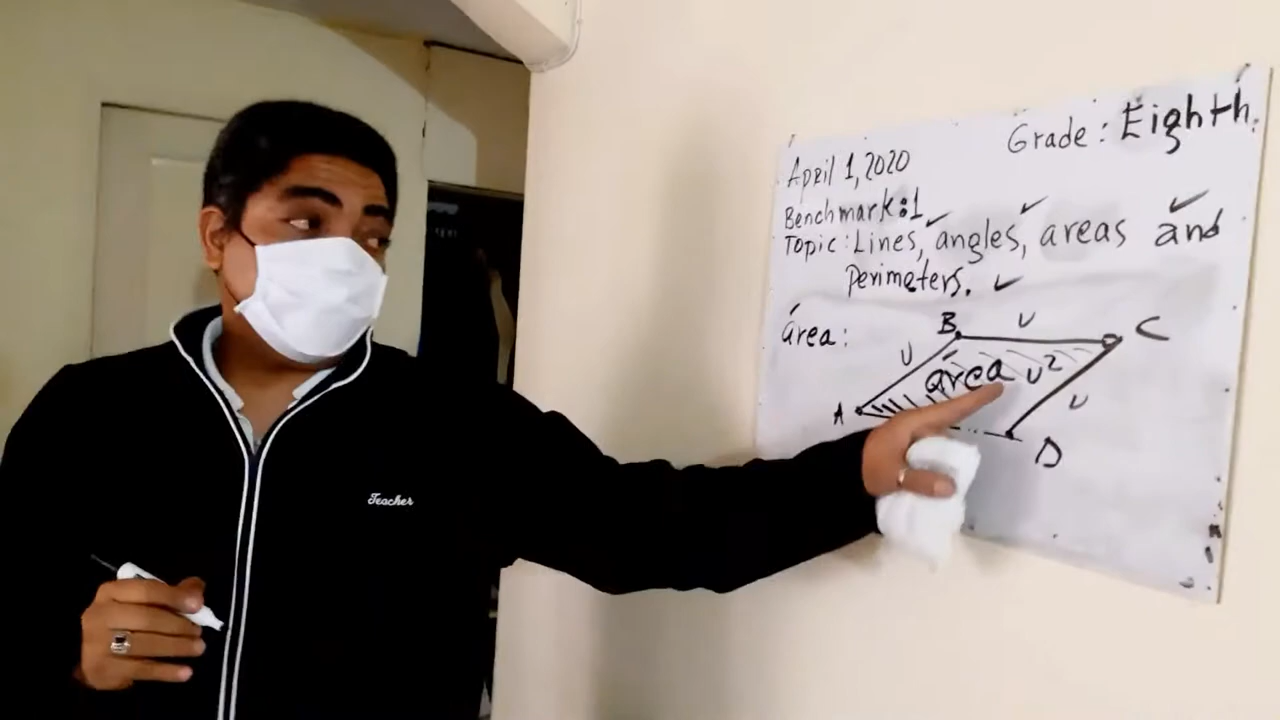 Grade: Eighth.
April 1, 2020
Benchmark: 1
Topic: Lines, angles, areas and
perimeters.
área:
B U C
U area U²
A U
D
Teacher